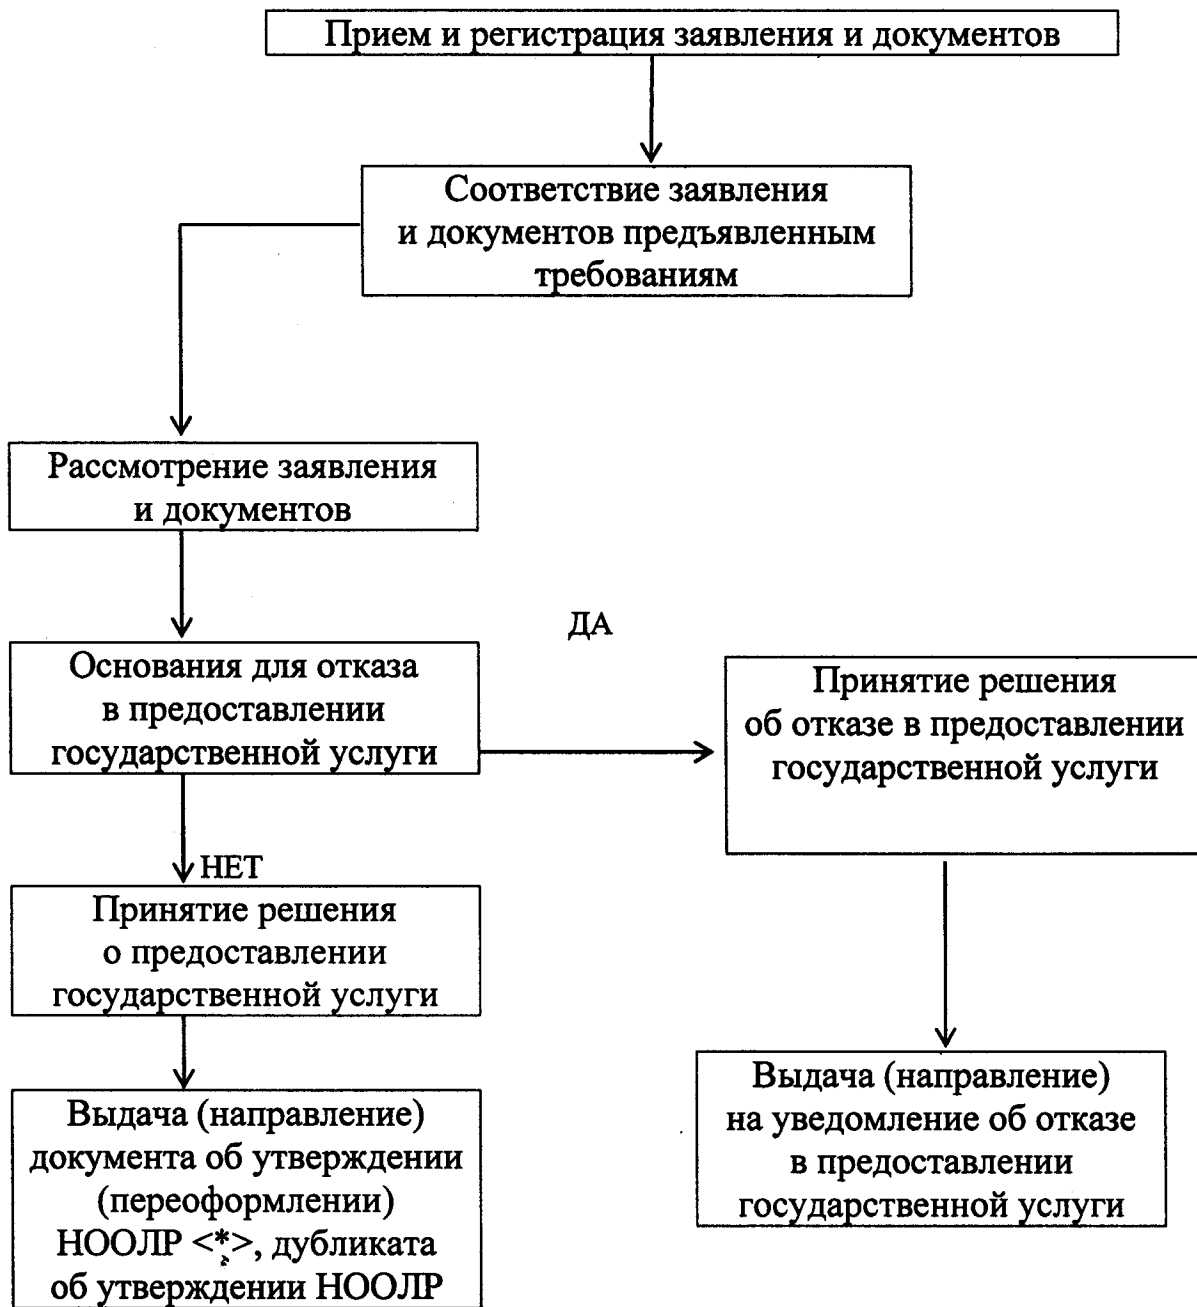 Прием и регистрация заявления и документов
Соответствие заявления
и документов предъявленным
требованиям
Рассмотрение заявления
и документов
ДА
Основания для отказа
в предоставлении
государственной услуги
Принятие решения
об отказе в предоставлении
государственной услуги
НЕТ
Принятие решения
о предоставлении
государственной услуги
Выдача (направление)
документа об утверждении
(переоформлении)
НООЛР <*>, дубликата
об утверждении НООЛР
Выдача (направление)
на уведомление об отказе
в предоставлении
государственной услуги